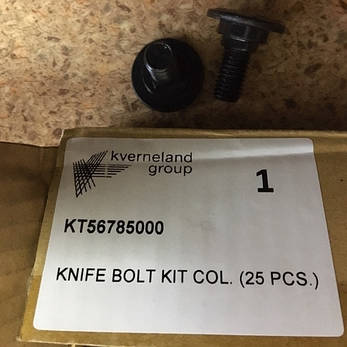 kverneland
group
1
KT56785000
KNIFE BOLT KIT COL. (25 PCS.)